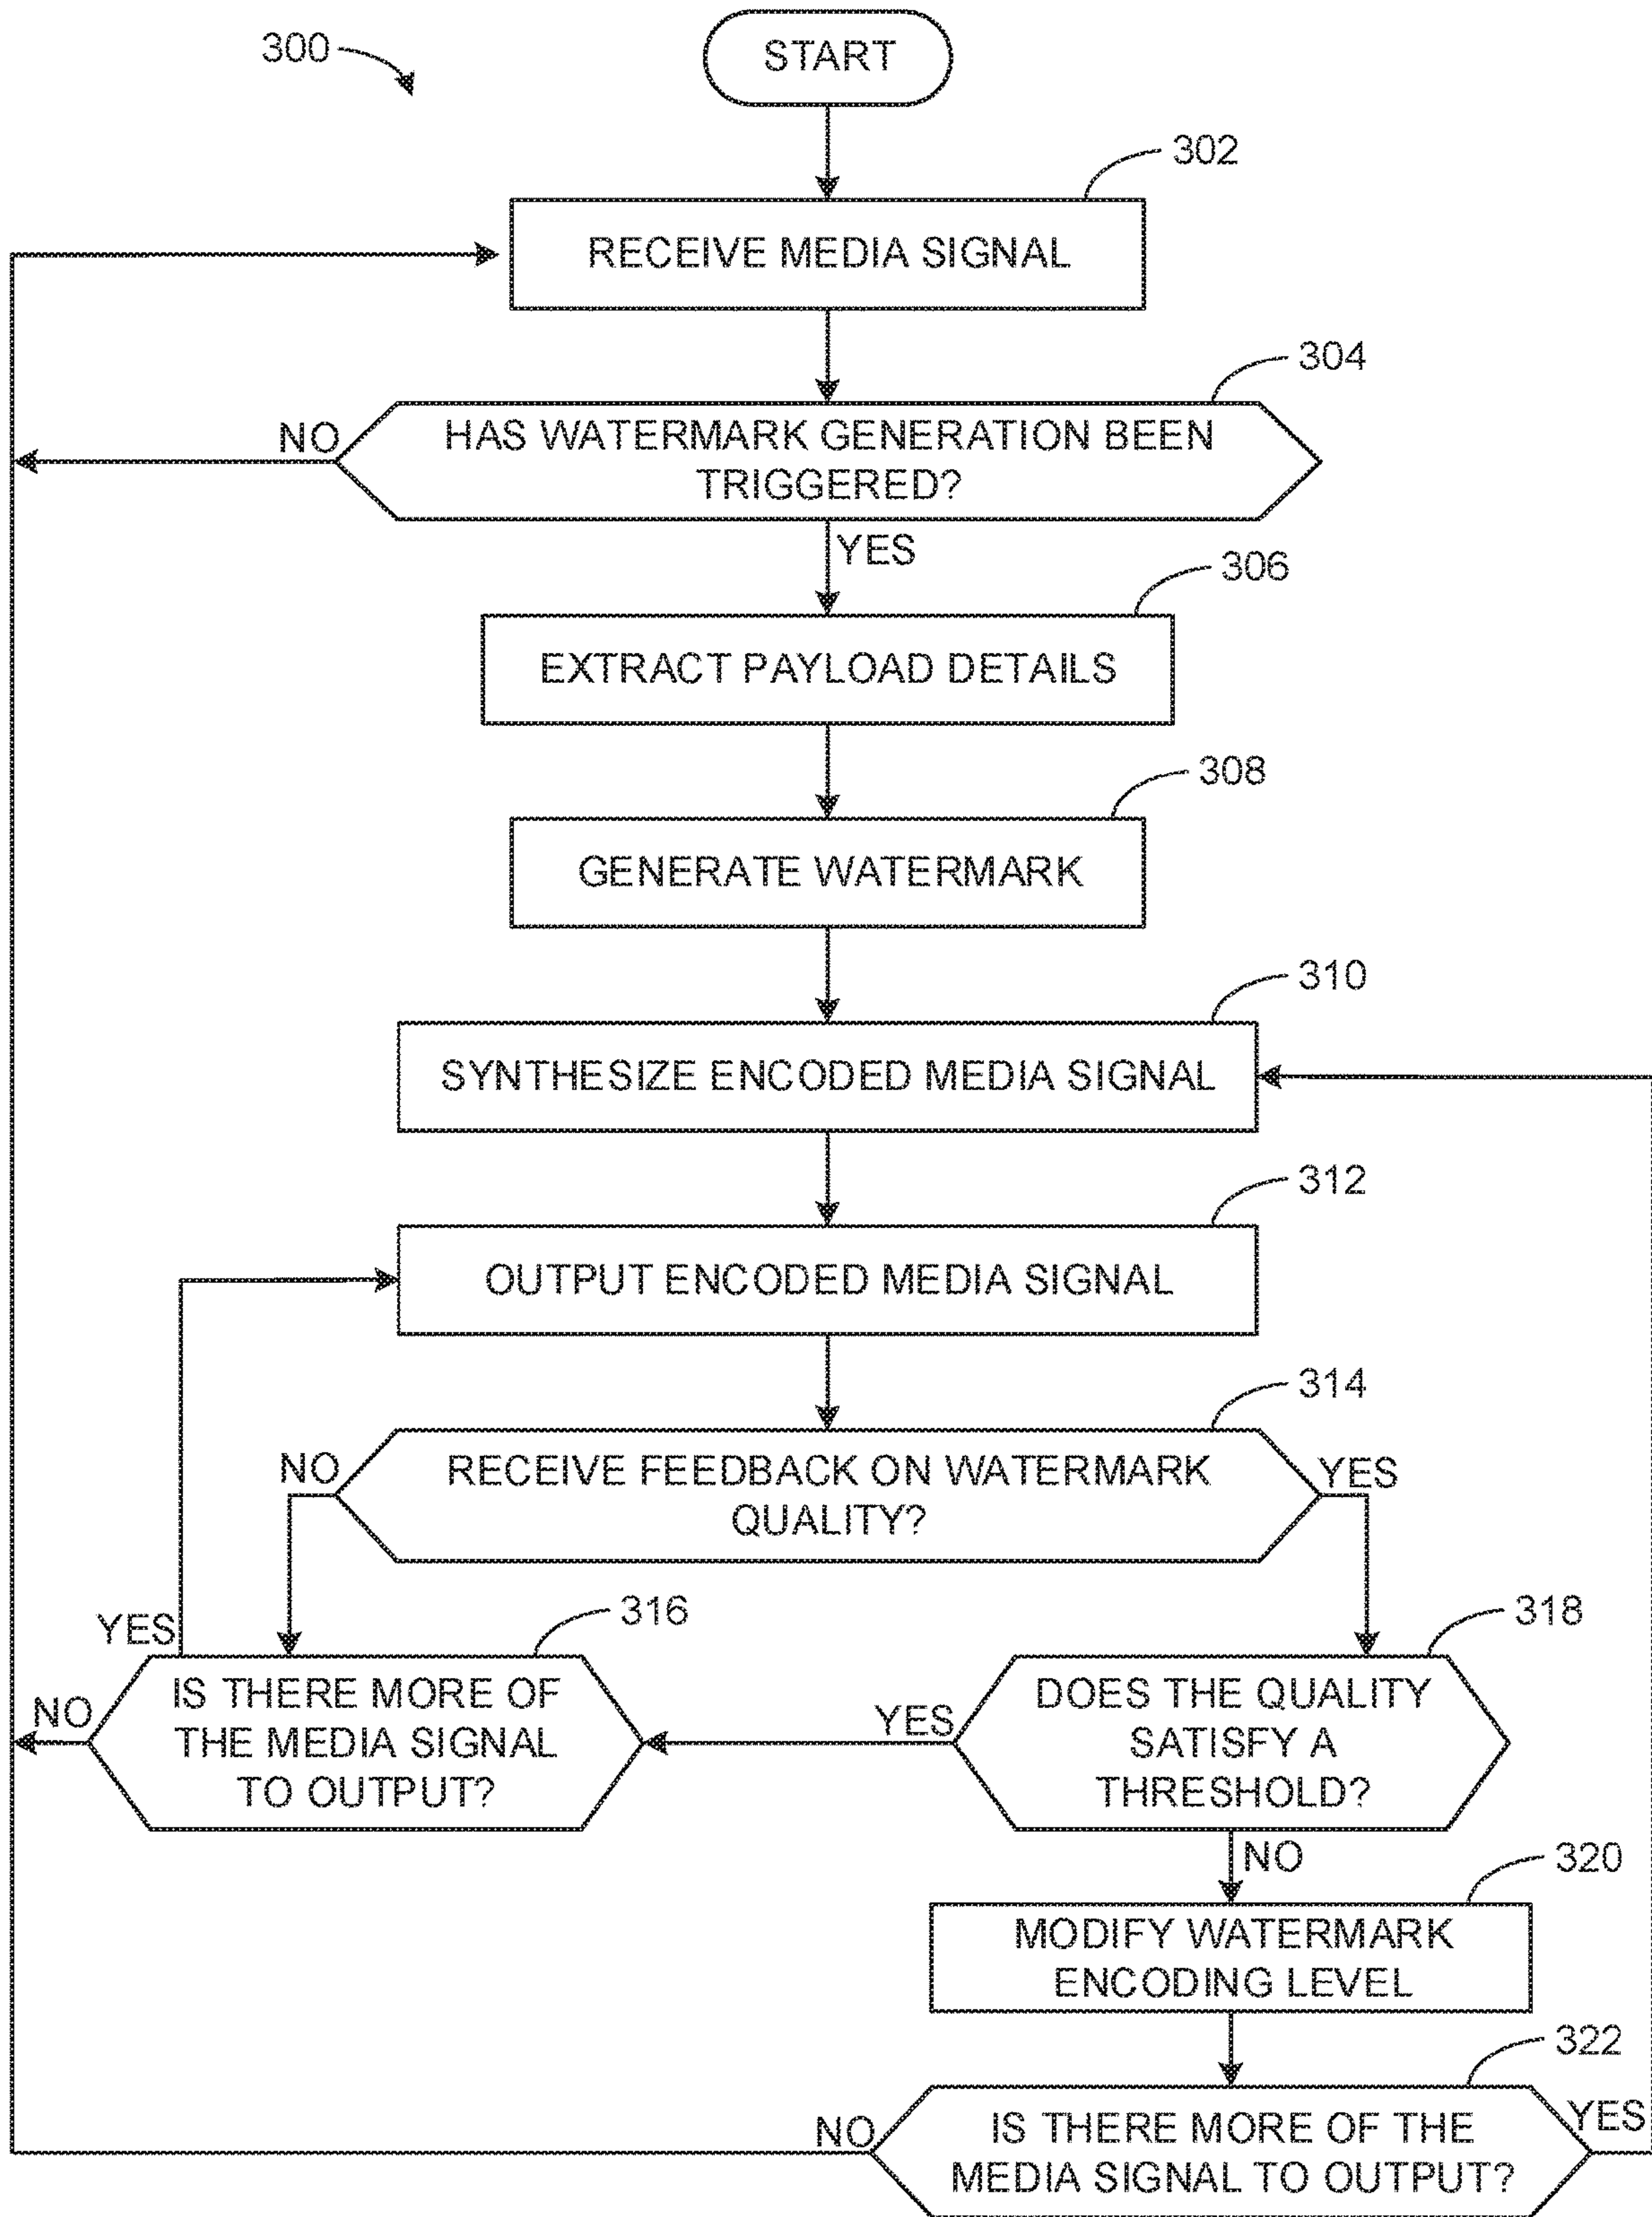 300
START
302
RECEIVE MEDIA SIGNAL
304
NO
HAS WATERMARK GENERATION BEEN
TRIGGERED?
YES
306
EXTRACT PAYLOAD DETAILS
308
GENERATE WATERMARK
310
SYNTHESIZE ENCODED MEDIA SIGNAL
312
OUTPUT ENCODED MEDIA SIGNAL
314
NO
RECEIVE FEEDBACK ON WATERMARK
QUALITY?
YES
YES
316
318
NO
IS THERE MORE OF
THE MEDIA SIGNAL
TO OUTPUT?
YES
DOES THE QUALITY
SATISFY A
THRESHOLD?
NO
320
MODIFY WATERMARK
ENCODING LEVEL
322
NO
IS THERE MORE OF THE
MEDIA SIGNAL TO OUTPUT?
YES